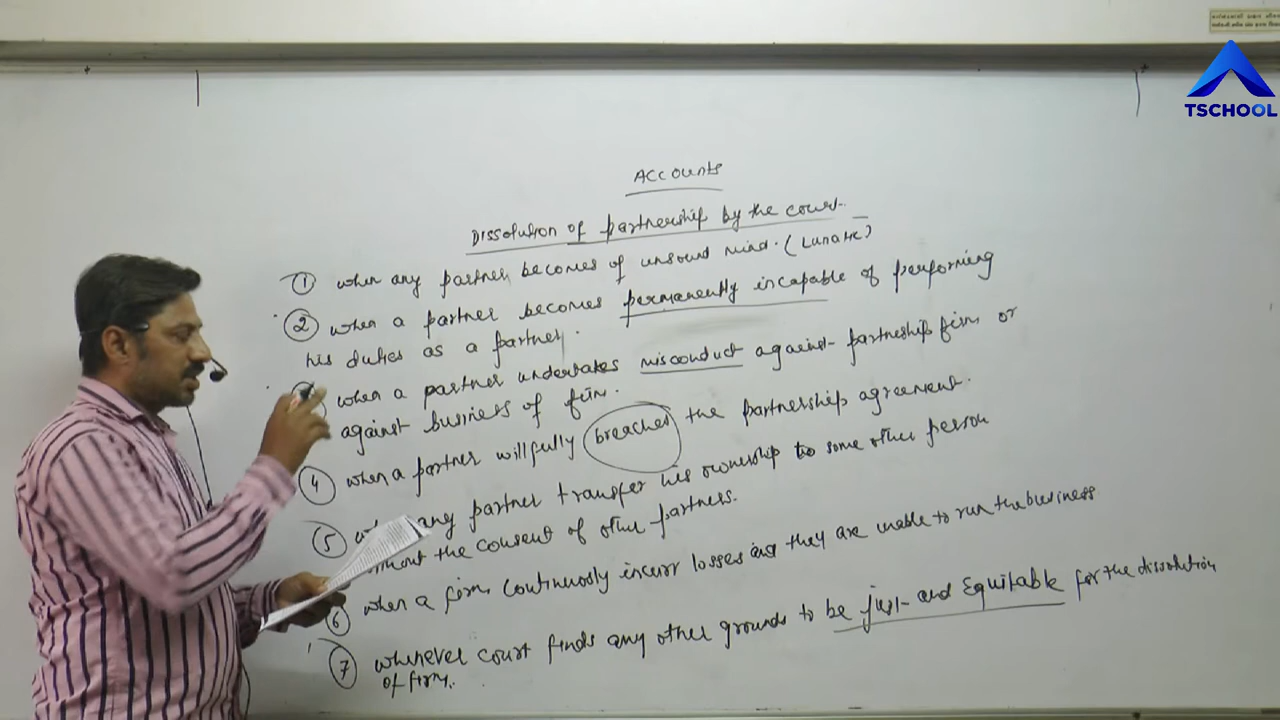 TSCHOOL
Accounts
Dissolution of partnership by the court.
① when any partner becomes of unsound mind. (Lunatic)
② when a partner becomes permanently incapable of performing
his duties as a partner.
when a partner undertakes misconduct against partneship firm or
against business of firm.
④ when a partner willfully breaches the partnership agreement.
⑤ any partner transfer his ownership to some other person
the consent of other partners.
⑥ when a firm continuosly incurr losses and they are unable to run the business
⑦ whenever court finds any other grounds to be just and Equitable for the dissolution
of firm.